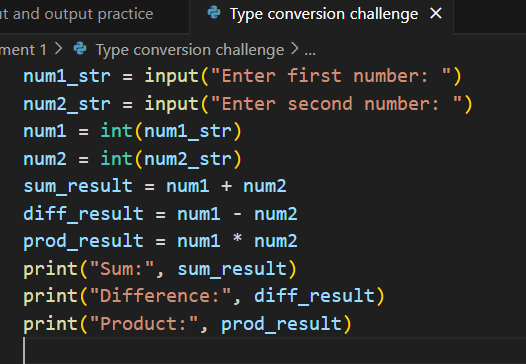 ut and output practice
Type conversion challenge ×
ment 1 > Type conversion challenge > ...
num1_str = input("Enter first number: ")
num2_str = input("Enter second number: ")
num1 = int(num1_str)
num2 = int(num2_str)
sum_result = num1 + num2
diff_result = num1 - num2
prod_result = num1 * num2
print("Sum:", sum_result)
print("Difference:", diff_result)
print("Product:", prod_result)